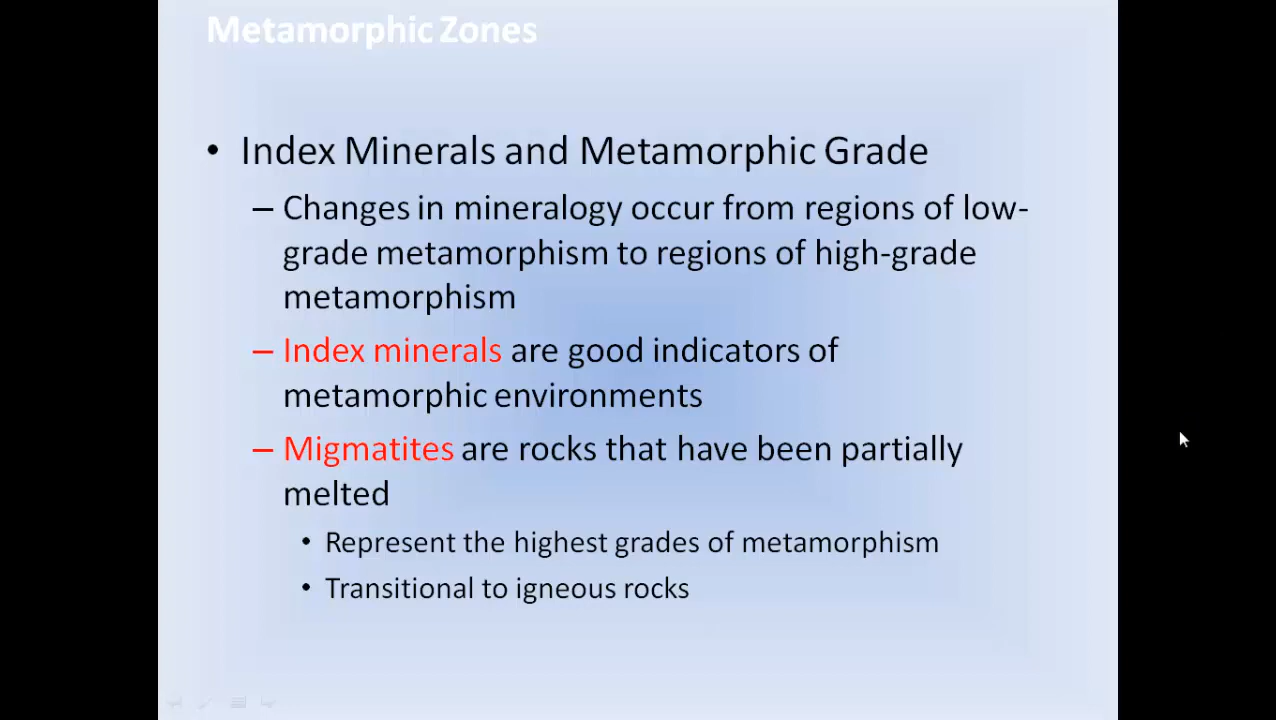 Metamorphic Zones
• Index Minerals and Metamorphic Grade
– Changes in mineralogy occur from regions of low-
grade metamorphism to regions of high-grade
metamorphism
– Index minerals are good indicators of
metamorphic environments
– Migmatites are rocks that have been partially
melted
• Represent the highest grades of metamorphism
• Transitional to igneous rocks